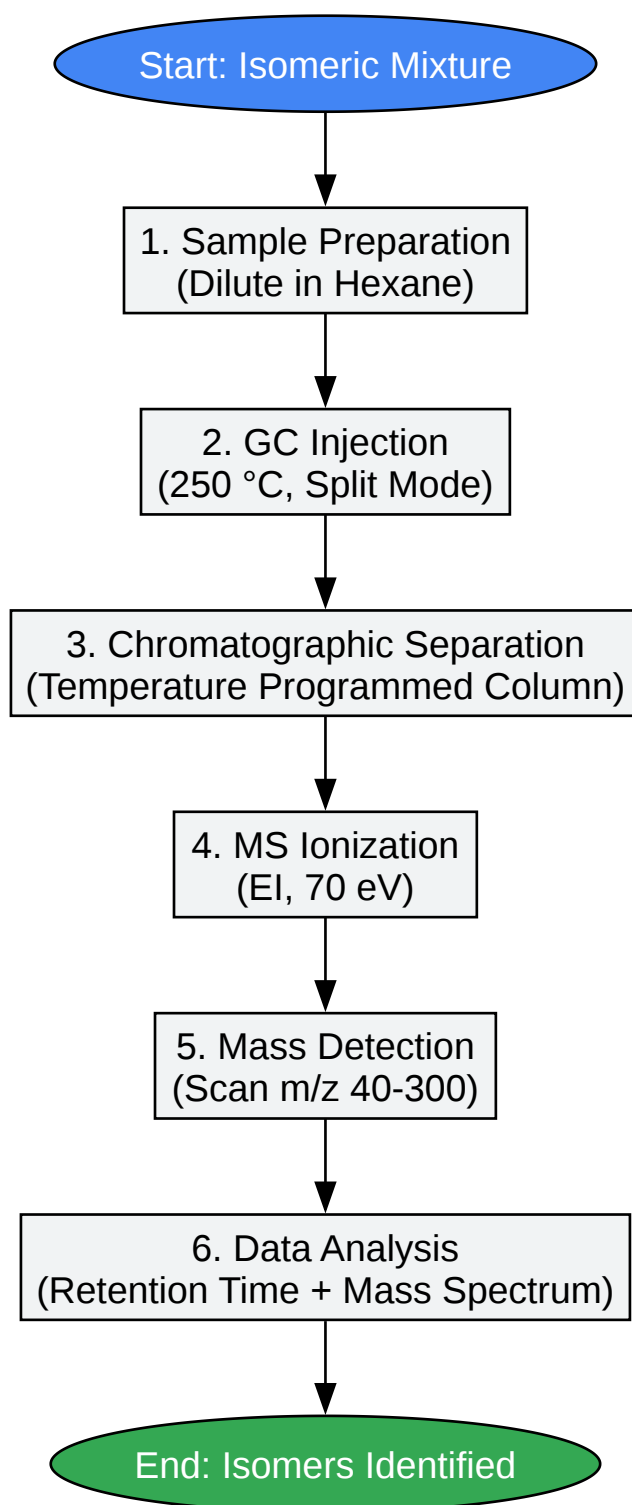 Start: Isomeric Mixture
1. Sample Preparation
(Dilute in Hexane)
2. GC Injection
(250 °C, Split Mode)
3. Chromatographic Separation
(Temperature Programmed Column)
4. MS Ionization
(EI, 70 eV)
5. Mass Detection
(Scan m/z 40-300)
6. Data Analysis
(Retention Time + Mass Spectrum)
End: Isomers Identified